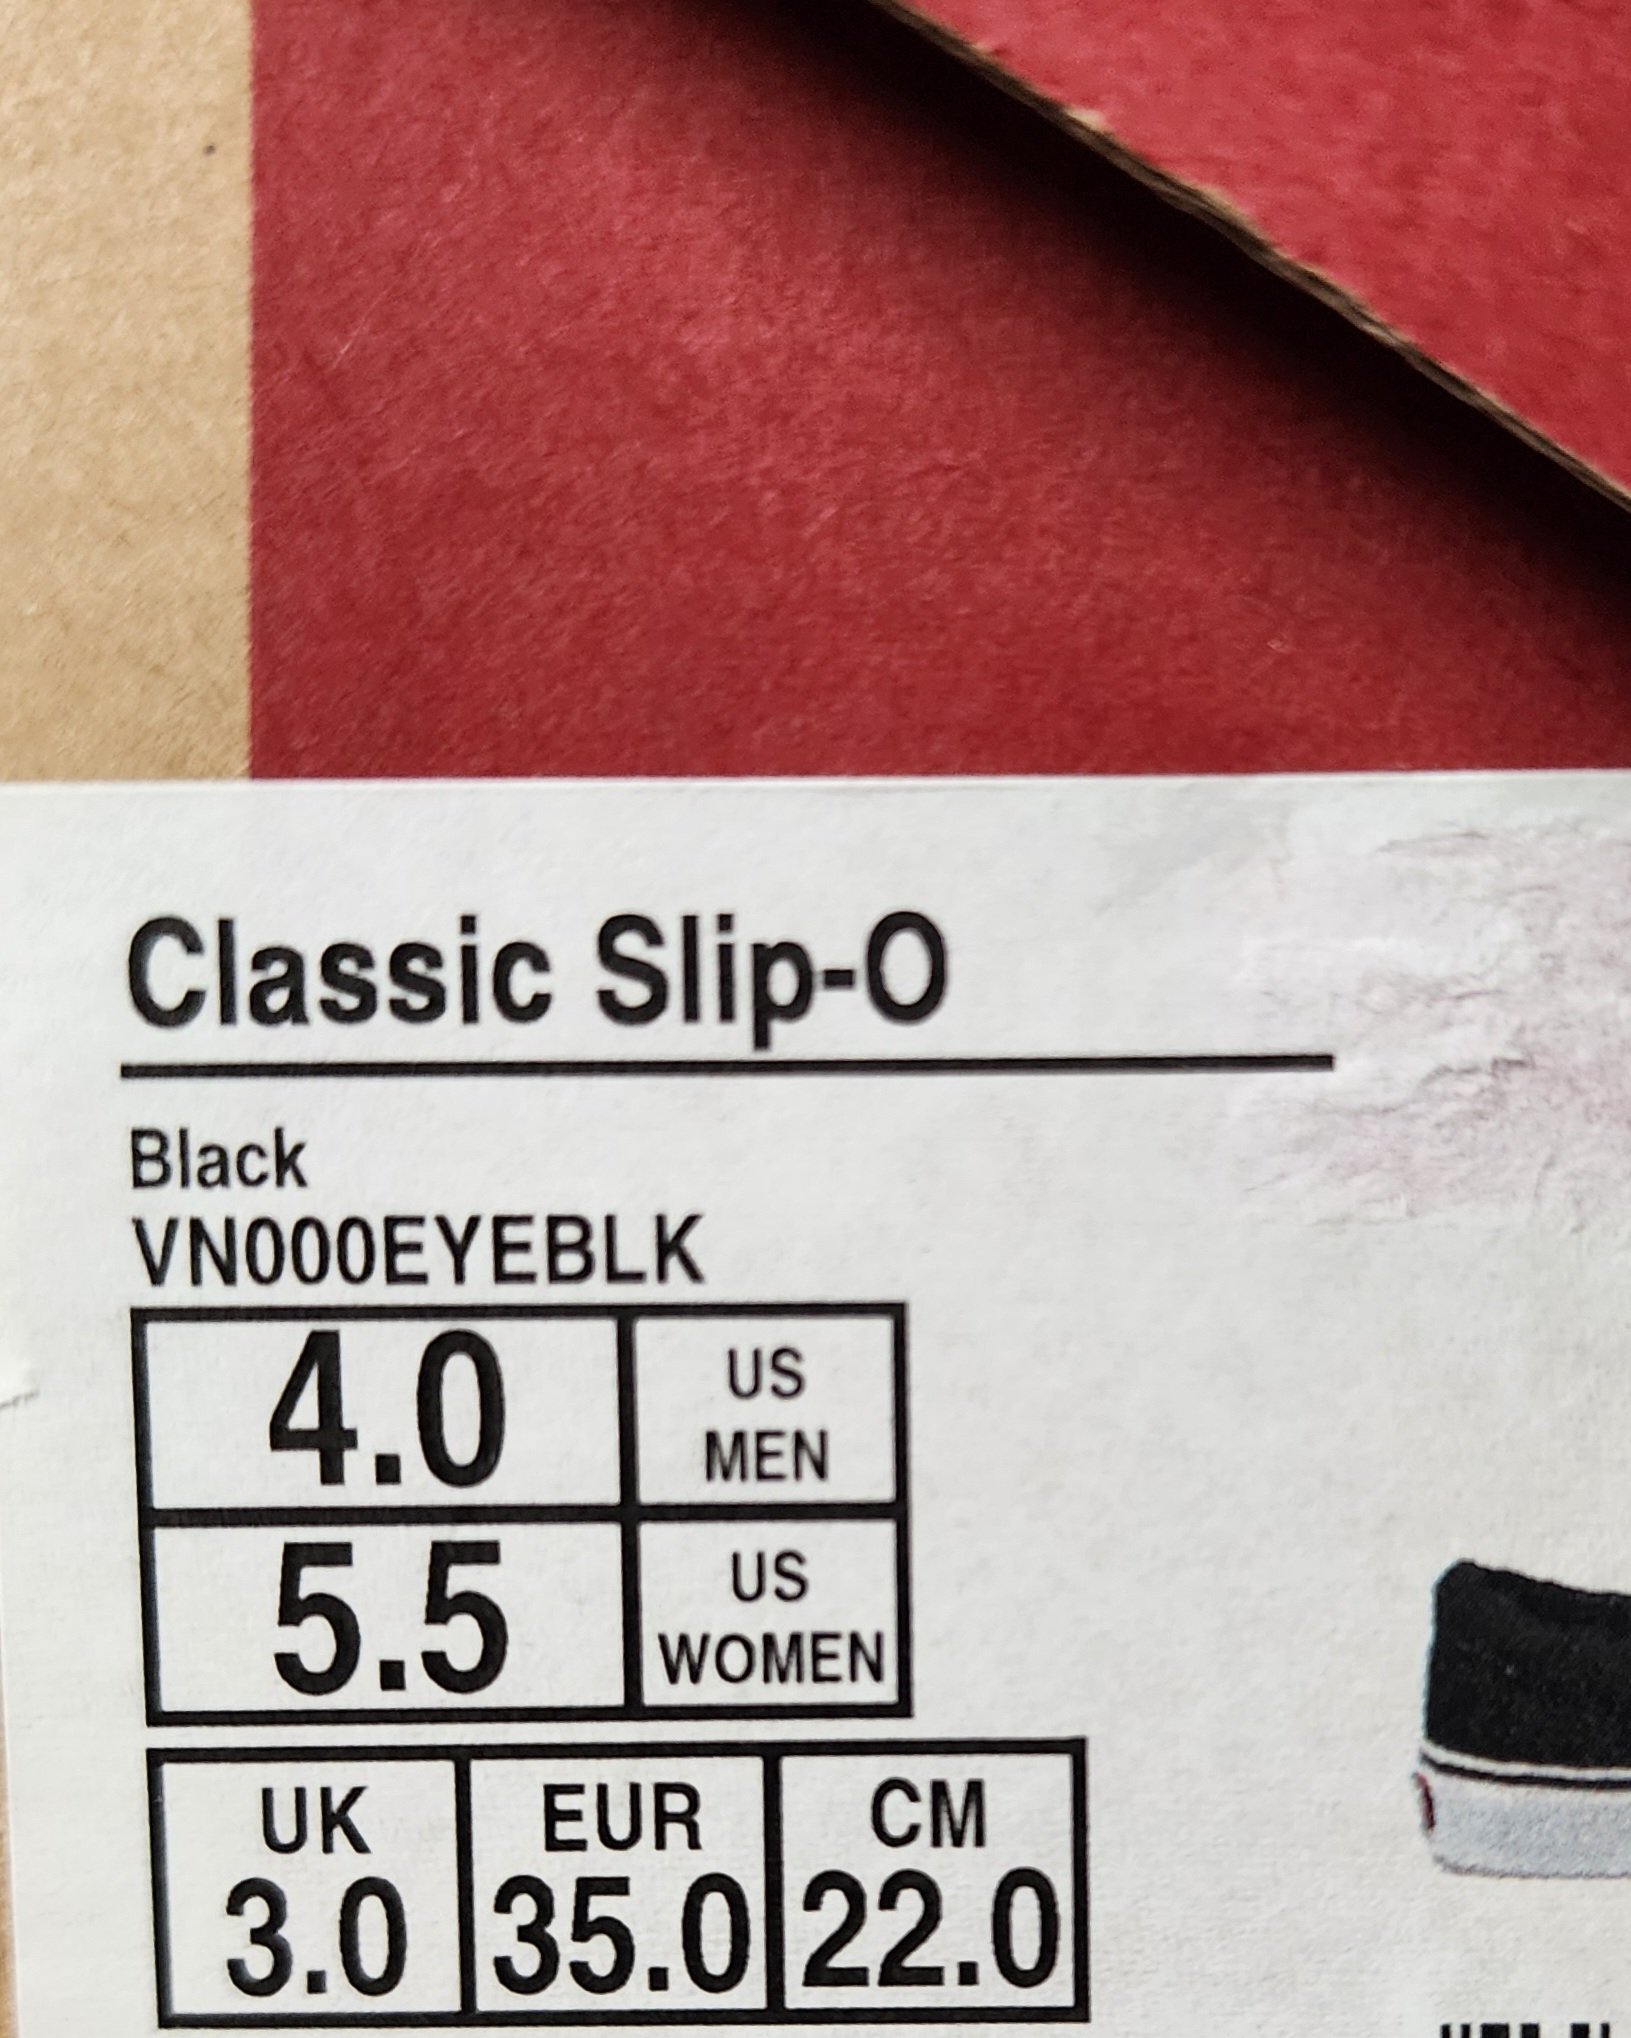 Classic Slip-O
Black
VN000EYEBLK
4.0 US MEN
5.5 US WOMEN
UK EUR CM
3.0 35.0 22.0